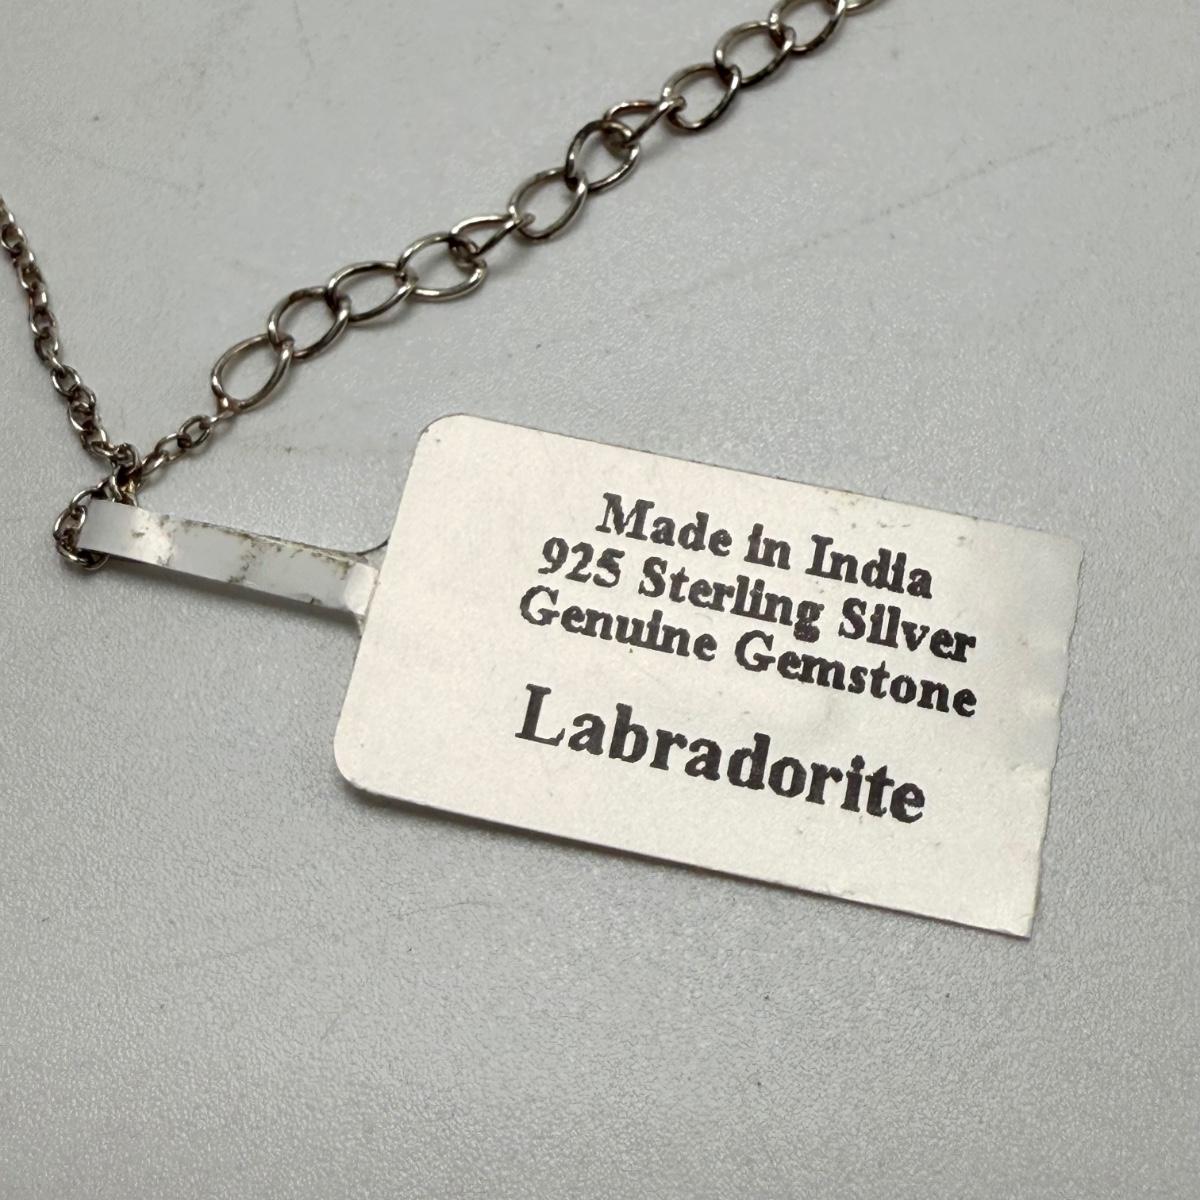 Made in India
925 Sterling Silver
Genuine Gemstone
Labradorite